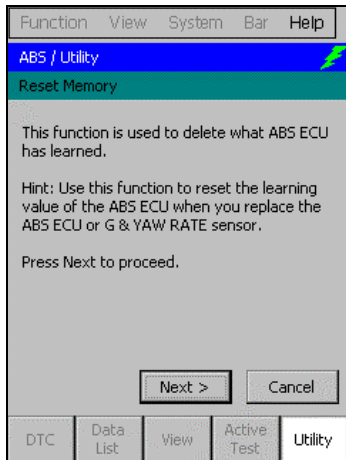 Function View System Bar Help
ABS / Utility
Reset Memory
This function is used to delete what ABS ECU
has learned.
Hint: Use this function to reset the learning
value of the ABS ECU when you replace the
ABS ECU or G & YAW RATE sensor.
Press Next to proceed.
Next > Cancel
DTC Data List View Active Test Utility